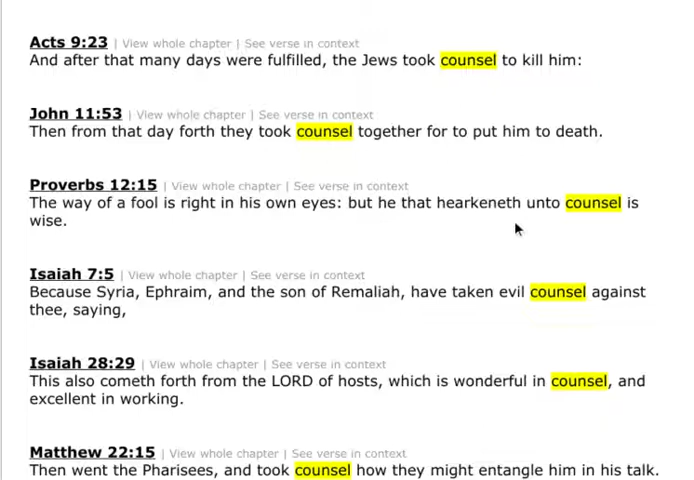 Acts 9:23 | View whole chapter | See verse in context
And after that many days were fulfilled, the Jews took counsel to kill him:
John 11:53 | View whole chapter | See verse in context
Then from that day forth they took counsel together for to put him to death.
Proverbs 12:15 | View whole chapter | See verse in context
The way of a fool is right in his own eyes: but he that hearkeneth unto counsel is
wise.
Isaiah 7:5 | View whole chapter | See verse in context
Because Syria, Ephraim, and the son of Remaliah, have taken evil counsel against
thee, saying,
Isaiah 28:29 | View whole chapter | See verse in context
This also cometh forth from the LORD of hosts, which is wonderful in counsel, and
excellent in working.
Matthew 22:15 | View whole chapter | See verse in context
Then went the Pharisees, and took counsel how they might entangle him in his talk.